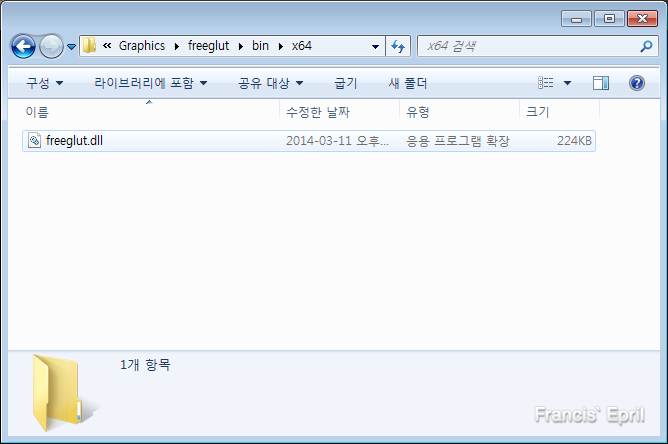 « Graphics ▸ freeglut ▸ bin ▸ x64
x64 검색
구성 라이브러리에 포함 공유 대상 굽기 새 폴더
이름 수정한 날짜 유형 크기
freeglut.dll 2014-03-11 오후... 응용 프로그램 확장 224KB
1개 항목
Francis` Epril